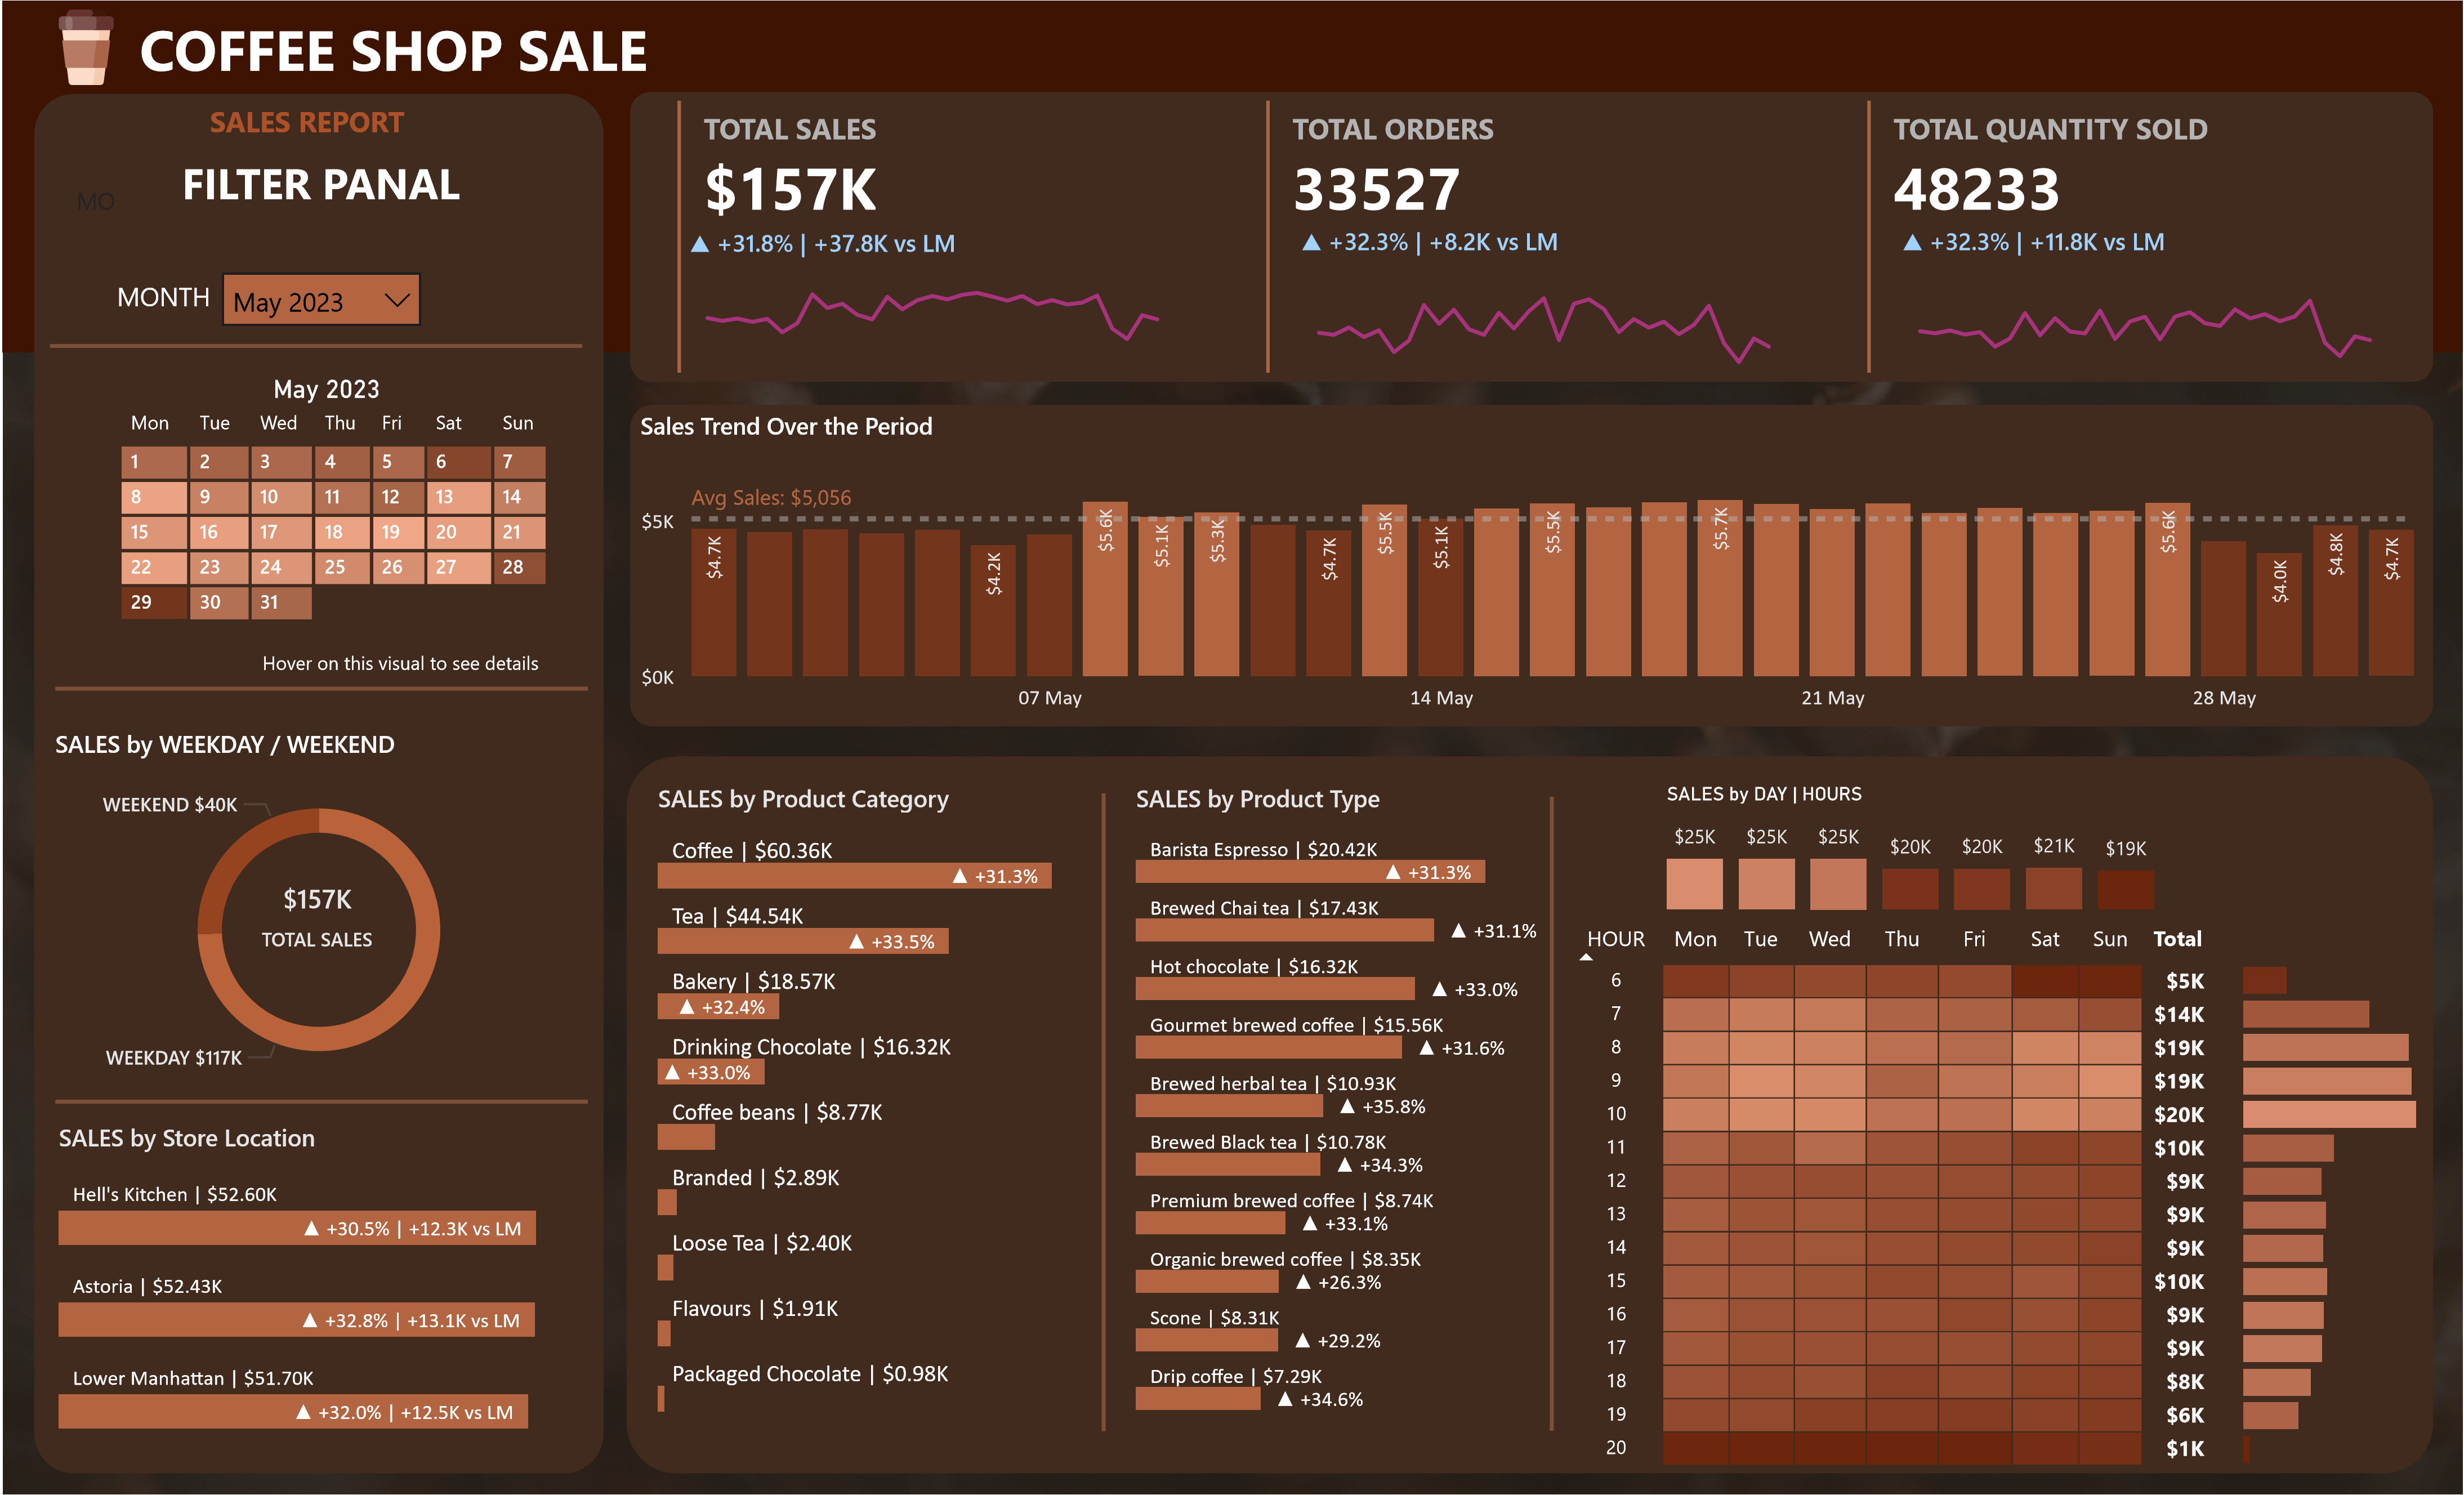 COFFEE SHOP SALE
SALES REPORT
FILTER PANAL
MO
MONTH May 2023
May 2023
Mon Tue Wed Thu Fri Sat Sun
1 2 3 4 5 6 7
8 9 10 11 12 13 14
15 16 17 18 19 20 21
22 23 24 25 26 27 28
29 30 31
Hover on this visual to see details
SALES by WEEKDAY / WEEKEND
WEEKEND $40K
$157K
TOTAL SALES
WEEKDAY $117K
SALES by Store Location
Hell's Kitchen | $52.60K
▲ +30.5% | +12.3K vs LM
Astoria | $52.43K
▲ +32.8% | +13.1K vs LM
Lower Manhattan | $51.70K
▲ +32.0% | +12.5K vs LM
TOTAL SALES
$157K
▲ +31.8% | +37.8K vs LM
TOTAL ORDERS
33527
▲ +32.3% | +8.2K vs LM
TOTAL QUANTITY SOLD
48233
▲ +32.3% | +11.8K vs LM
Sales Trend Over the Period
Avg Sales: $5,056
$5K
$4.7K $4.2K $5.6K $5.1K $5.3K $4.7K $5.5K $5.1K $5.5K $5.7K $5.6K $4.0K $4.8K $4.7K
$0K
07 May 14 May 21 May 28 May
SALES by Product Category
Coffee | $60.36K
▲ +31.3%
Tea | $44.54K
▲ +33.5%
Bakery | $18.57K
▲ +32.4%
Drinking Chocolate | $16.32K
▲ +33.0%
Coffee beans | $8.77K
Branded | $2.89K
Loose Tea | $2.40K
Flavours | $1.91K
Packaged Chocolate | $0.98K
SALES by Product Type
Barista Espresso | $20.42K
▲ +31.3%
Brewed Chai tea | $17.43K
▲ +31.1%
Hot chocolate | $16.32K
▲ +33.0%
Gourmet brewed coffee | $15.56K
▲ +31.6%
Brewed herbal tea | $10.93K
▲ +35.8%
Brewed Black tea | $10.78K
▲ +34.3%
Premium brewed coffee | $8.74K
▲ +33.1%
Organic brewed coffee | $8.35K
▲ +26.3%
Scone | $8.31K
▲ +29.2%
Drip coffee | $7.29K
▲ +34.6%
SALES by DAY | HOURS
$25K $25K $25K $20K $20K $21K $19K
HOUR Mon Tue Wed Thu Fri Sat Sun Total
6 $5K
7 $14K
8 $19K
9 $19K
10 $20K
11 $10K
12 $9K
13 $9K
14 $9K
15 $10K
16 $9K
17 $9K
18 $8K
19 $6K
20 $1K